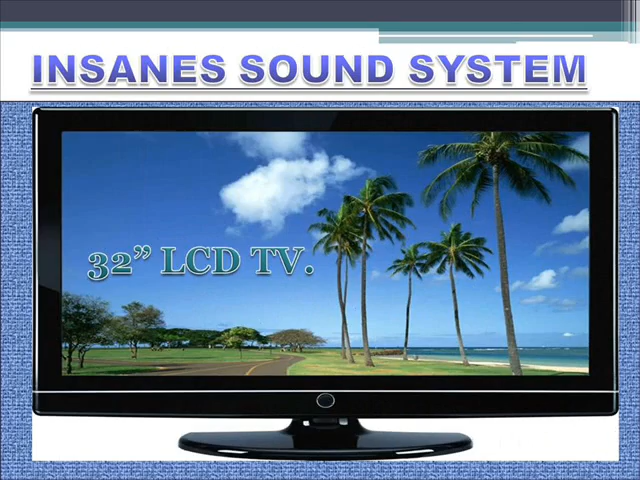 INSANES SOUND SYSTEM
32” LCD TV.